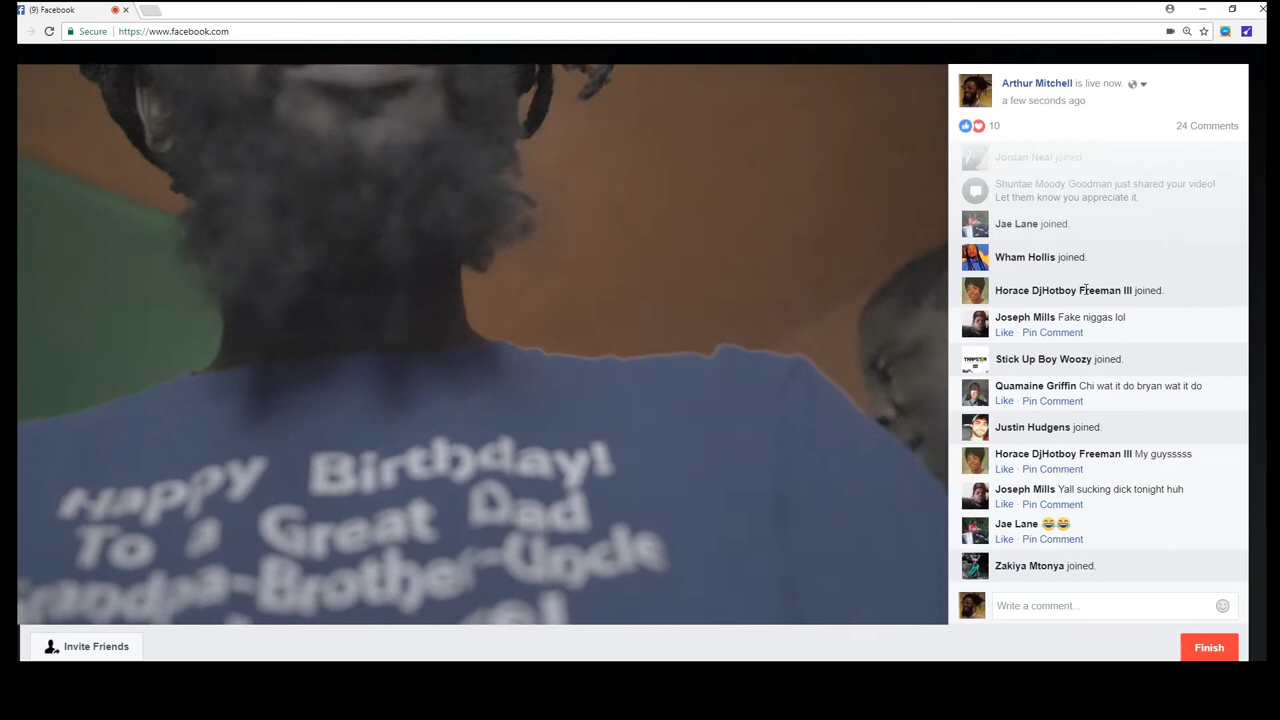 (9) Facebook
Secure https://www.facebook.com
Happy Birthday!
To a Great Dad
Grandpa-Brother-Uncle
Arthur Mitchell is live now.
a few seconds ago
10 24 Comments
Jordan Neal joined
Shuntae Moody Goodman just shared your video!
Let them know you appreciate it.
Jae Lane joined.
Wham Hollis joined.
Horace DjHotboy Freeman III joined.
Joseph Mills Fake niggas lol
Like · Pin Comment
Stick Up Boy Woozy joined.
Quamaine Griffin Chi wat it do bryan wat it do
Like · Pin Comment
Justin Hudgens joined.
Horace DjHotboy Freeman III My guysssss
Like · Pin Comment
Joseph Mills Yall sucking dick tonight huh
Like · Pin Comment
Jae Lane 😂😂
Like · Pin Comment
Zakiya Mtonya joined.
Write a comment...
Invite Friends
Finish